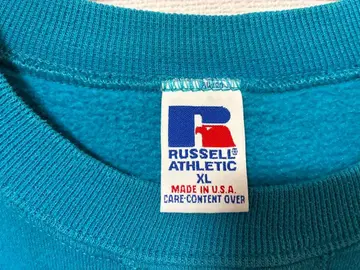 RUSSELL®
ATHLETIC
XL
MADE IN U.S.A.
CARE-CONTENT OVER